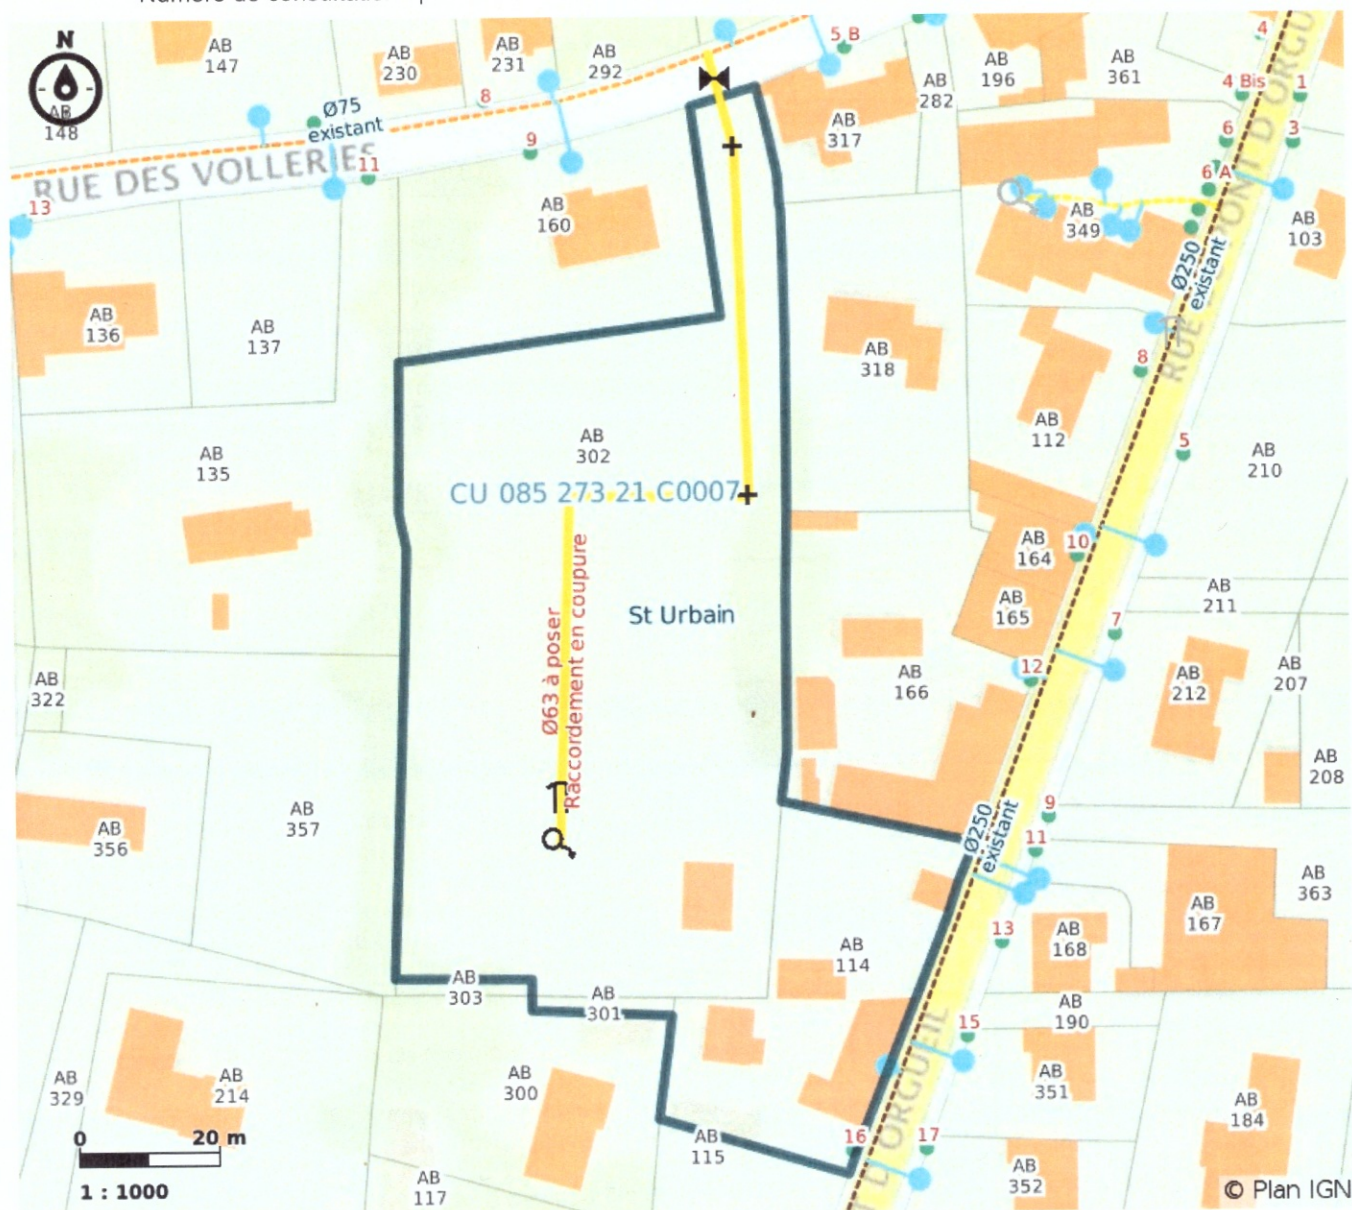 N
AB
147
AB
148
AB
230
AB
231
AB
292
5 B
AB
282
AB
196
AB
361
4
4 Bis
1
AB
317
6
3
8
Ø75
existant
9
11
RUE DES VOLLERIES
13
6 A
AB
349
AB
103
AB
160
Ø250
existant
AB
136
AB
137
AB
318
8
RUE DU PONT D'ORGUEIL
AB
112
5
AB
210
AB
302
AB
135
CU 085 273 21 C0007
AB
164
10
AB
165
AB
211
7
St Urbain
Ø63 à poser
Raccordement en coupure
12
AB
166
AB
212
AB
207
AB
322
AB
208
AB
357
AB
356
9
Ø250
existant
11
AB
363
AB
167
13
AB
168
AB
114
AB
303
AB
301
AB
190
15
AB
329
AB
214
AB
300
AB
351
AB
184
0
20 m
16
17
AB
115
AB
117
AB
352
D'ORGUEIL
1 : 1000
© Plan IGN